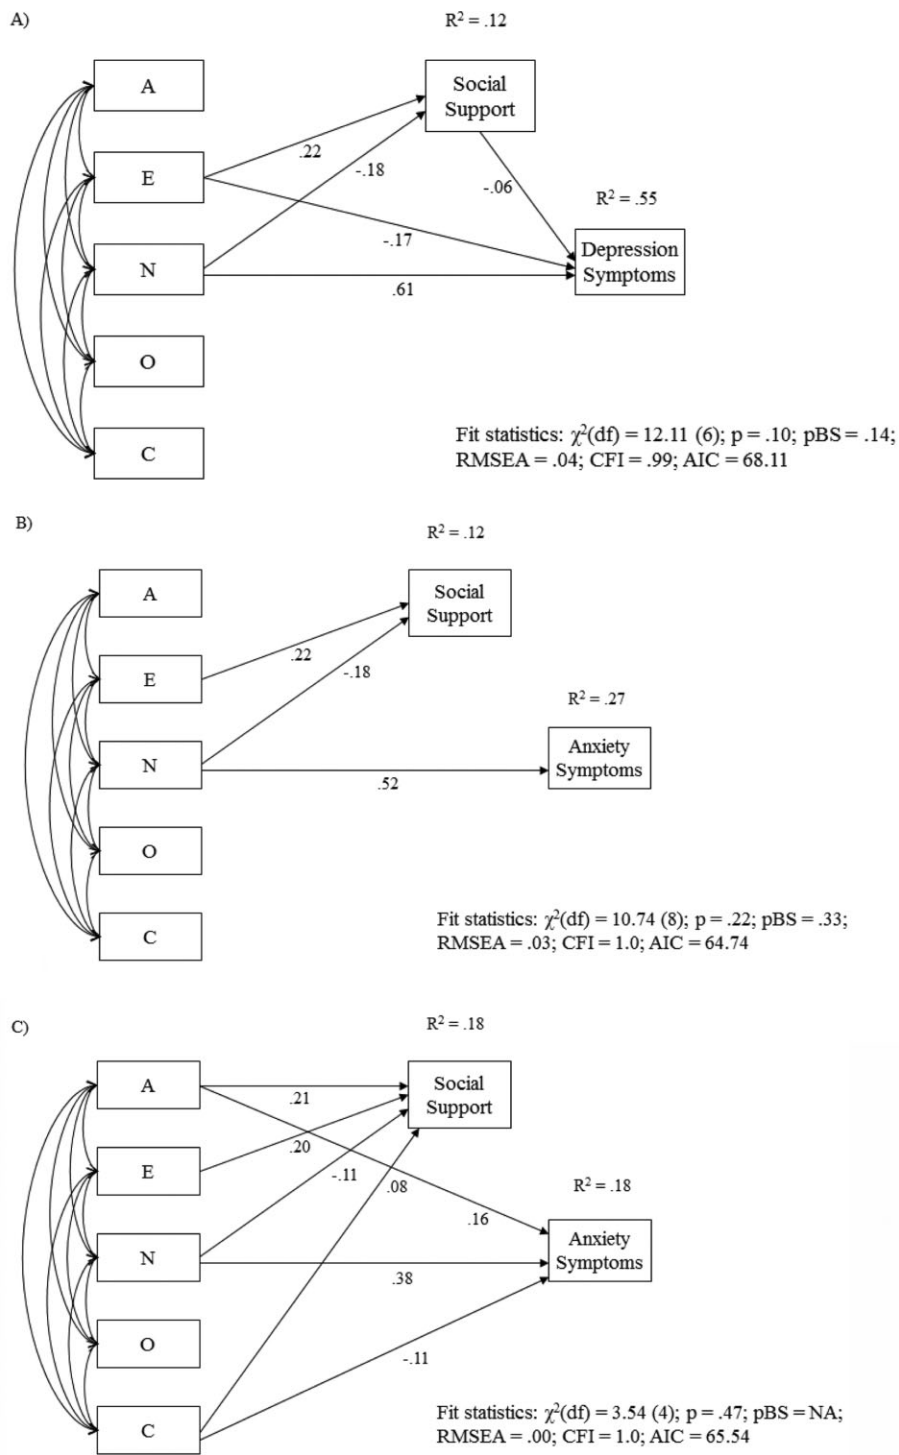 A)
R² = .12
A
Social
Support
.22
-.18
E
-.06
R² = .55
-.17
Depression
Symptoms
N
.61
O
C
Fit statistics: χ²(df) = 12.11 (6); p = .10; pBS = .14;
RMSEA = .04; CFI = .99; AIC = 68.11
B)
R² = .12
A
Social
Support
.22
-.18
E
R² = .27
N
Anxiety
Symptoms
.52
O
C
Fit statistics: χ²(df) = 10.74 (8); p = .22; pBS = .33;
RMSEA = .03; CFI = 1.0; AIC = 64.74
C)
R² = .18
A
Social
Support
.21
.20
E
-.11
.08
R² = .18
.16
N
Anxiety
Symptoms
.38
O
-.11
C
Fit statistics: χ²(df) = 3.54 (4); p = .47; pBS = NA;
RMSEA = .00; CFI = 1.0; AIC = 65.54